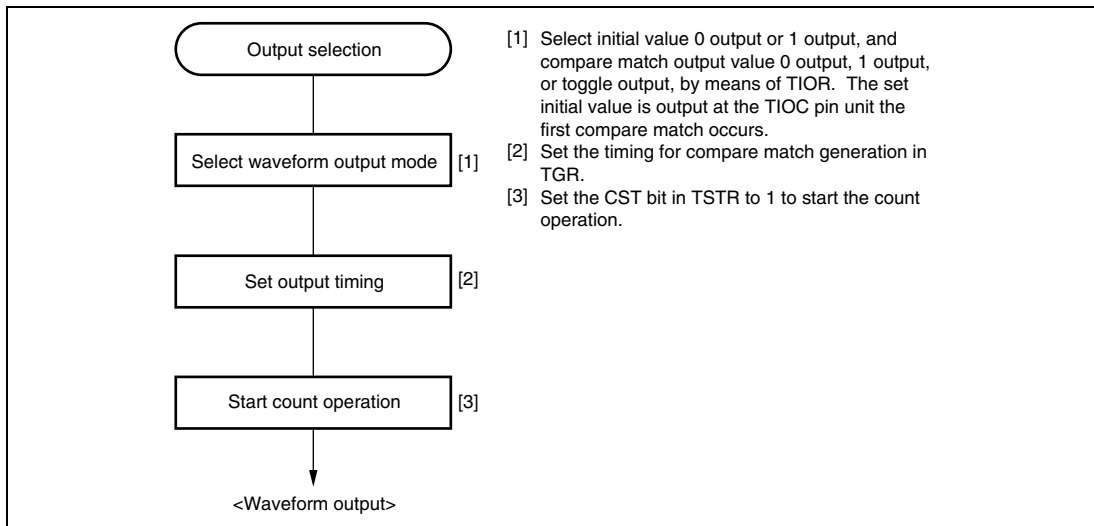 Output selection
Select waveform output mode
[1]
Set output timing
[2]
Start count operation
[3]
<Waveform output>
[1] Select initial value 0 output or 1 output, and
compare match output value 0 output, 1 output,
or toggle output, by means of TIOR. The set
initial value is output at the TIOC pin unit the
first compare match occurs.
[2] Set the timing for compare match generation in
TGR.
[3] Set the CST bit in TSTR to 1 to start the count
operation.